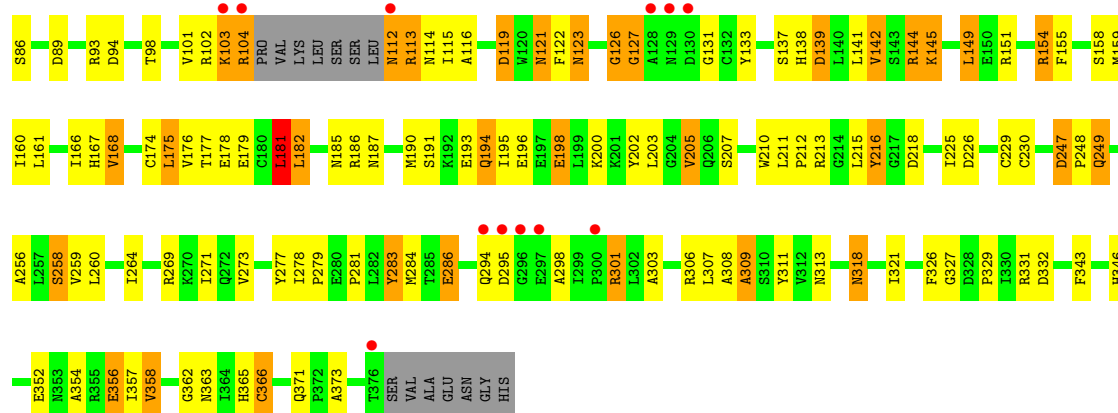 S86 D89 R93 D94 T98 V101 R102 K103 R104 PRO VAL LYS LEU SER SER LEU N112 R113 N114 I115 A116 D119 W120 N121 F122 N123 G126 G127 A128 N129 D130 G131 C132 Y133 S137 H138 D139 L140 L141 V142 S143 R144 K145 L149 E150 R151 R154 F155 S158 M159
I160 L161 I166 H167 V168 C174 L175 V176 T177 E178 E179 G180 L181 L182 N185 R186 N187 M190 S191 K192 E193 Q194 I195 E196 E197 E198 L199 K200 K201 Y202 L203 G204 V205 Q206 S207 W210 L211 P212 R213 G214 L215 Y216 G217 D218 I225 D226 C229 C230 D247 P248 Q249
A256 L257 S258 V259 L260 I264 R269 K270 I271 Q272 V273 Y277 I278 P279 E280 P281 L282 Y283 M284 T285 E286 Q294 D295 G296 E297 A298 I299 P300 R301 L302 A303 R306 L307 A308 A309 S310 Y311 V312 N313 N318 I321 F326 G327 D328 P329 I330 R331 D332 F343 H346
E352 N353 A354 R355 E356 I357 V358 G362 N363 I364 H365 C366 Q371 P372 A373 T376 SER VAL ALA GLU ASN GLY HIS